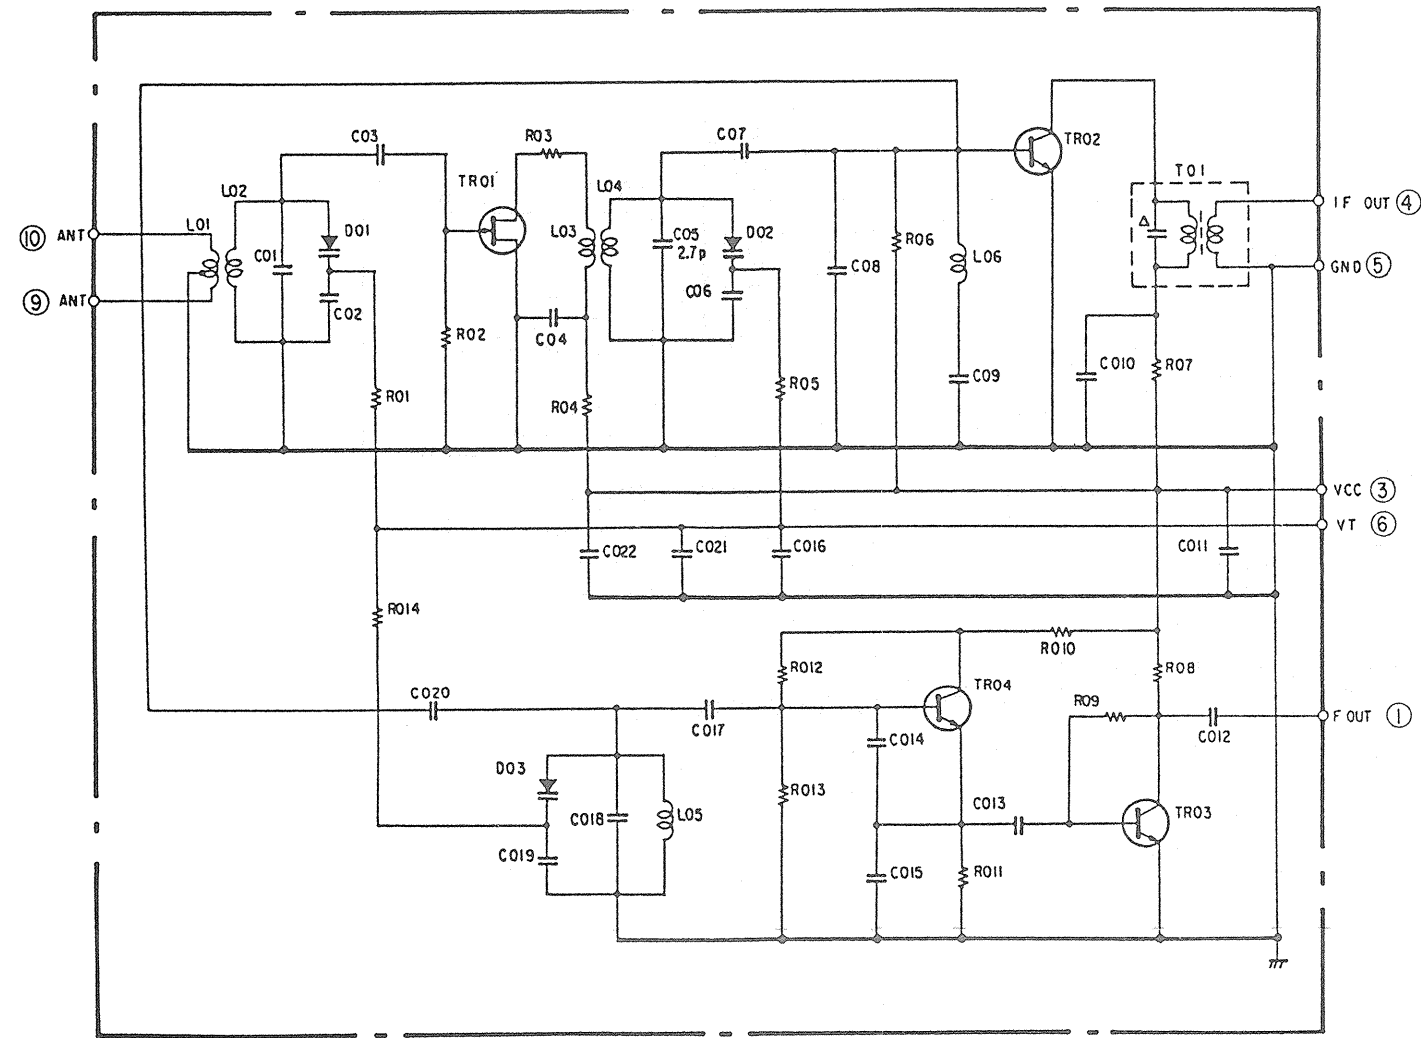 C03
R03
C07
TR02
TR01
T01
L02
L04
IF OUT ④
L01
D01
L03
C05
2.7p
D02
R06
L06
Δ
⑩ ANT
C01
C08
GND ⑤
⑨ ANT
C02
R02
C04
C06
C09
C010
R07
R01
R04
R05
VCC ③
VT ⑥
C022
C021
C016
C011
R014
R010
R012
R08
TR04
C020
R09
F OUT ①
C017
C014
C012
D03
R013
C013
C018
L05
TR03
C019
C015
R011